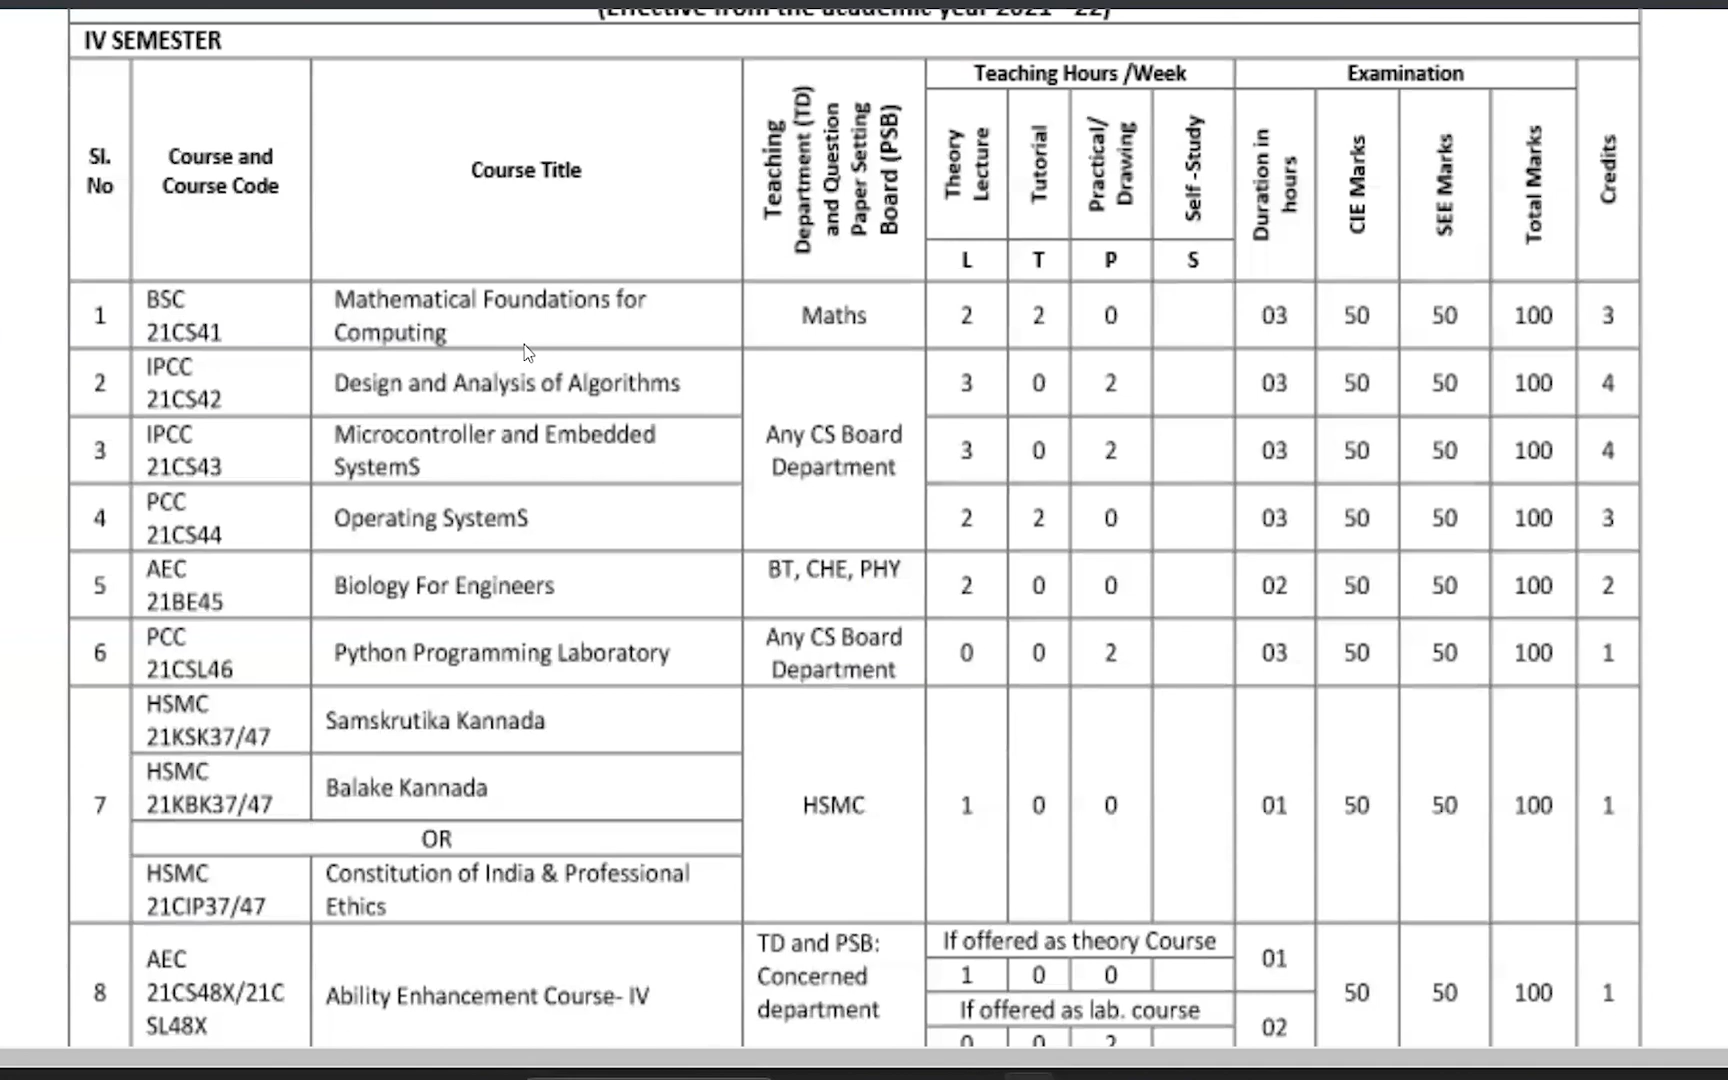 (Effective from the academic year 2021 - 22)
IV SEMESTER
Sl. No
Course and Course Code
Course Title
Teaching Department (TD) and Question Paper Setting Board (PSB)
Teaching Hours /Week
Examination
Theory Lecture
Tutorial
Practical/ Drawing
Self -Study
Duration in hours
CIE Marks
SEE Marks
Total Marks
Credits
L T P S
1 BSC 21CS41 Mathematical Foundations for Computing Maths 2 2 0 03 50 50 100 3
2 IPCC 21CS42 Design and Analysis of Algorithms Any CS Board Department 3 0 2 03 50 50 100 4
3 IPCC 21CS43 Microcontroller and Embedded SystemS 3 0 2 03 50 50 100 4
4 PCC 21CS44 Operating SystemS 2 2 0 03 50 50 100 3
5 AEC 21BE45 Biology For Engineers BT, CHE, PHY 2 0 0 02 50 50 100 2
6 PCC 21CSL46 Python Programming Laboratory Any CS Board Department 0 0 2 03 50 50 100 1
7 HSMC 21KSK37/47 Samskrutika Kannada HSMC 1 0 0 01 50 50 100 1
HSMC 21KBK37/47 Balake Kannada
OR
HSMC 21CIP37/47 Constitution of India & Professional Ethics
8 AEC 21CS48X/21CSL48X Ability Enhancement Course- IV TD and PSB: Concerned department
If offered as theory Course 01
1 0 0
50 50 100 1
If offered as lab. course 02
0 0 2